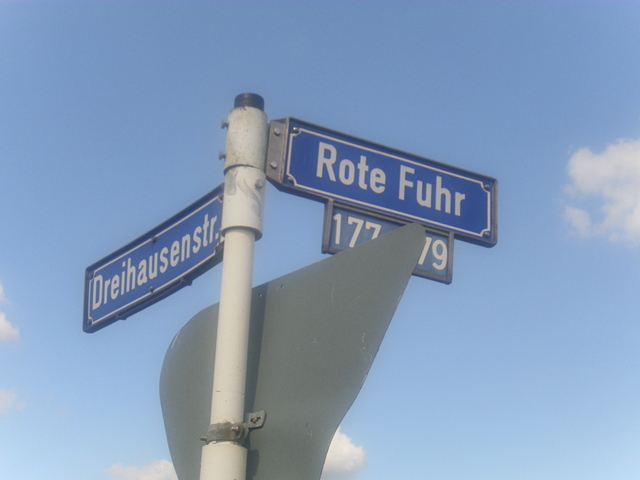 Rote Fuhr
177 79
Dreihausenstr.